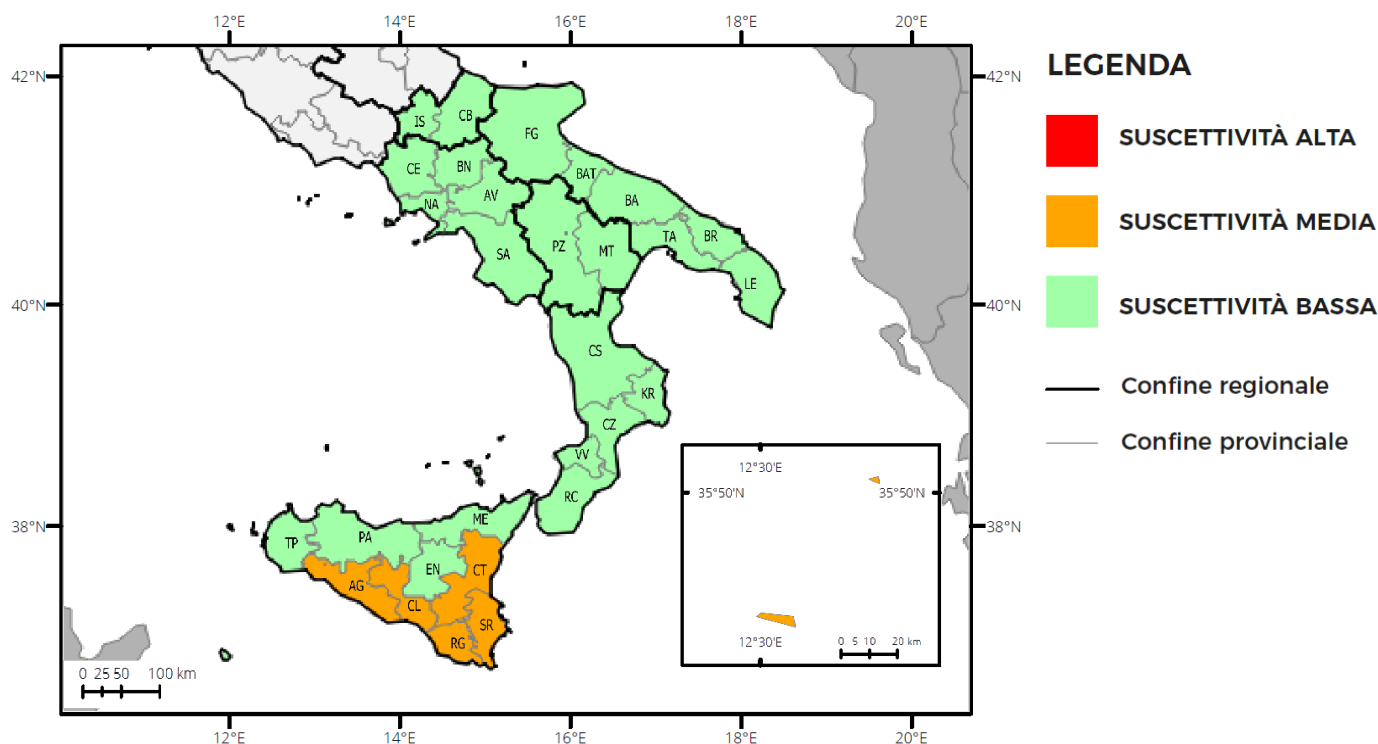 12°E 14°E 16°E 18°E 20°E
42°N 42°N
LEGENDA
SUSCETTIVITÀ ALTA
SUSCETTIVITÀ MEDIA
SUSCETTIVITÀ BASSA
Confine regionale
Confine provinciale
IS CB FG
CE BN BAT
AV BA
NA
SA PZ MT TA BR
LE
40°N 40°N
CS
KR
CZ
VV
RC
38°N 38°N
ME
TP PA
EN CT
AG
CL
SR
RG
12°30'E
35°50'N 35°50'N
12°30'E
0 5 10 20 km
0 25 50 100 km
12°E 14°E 16°E 18°E 20°E